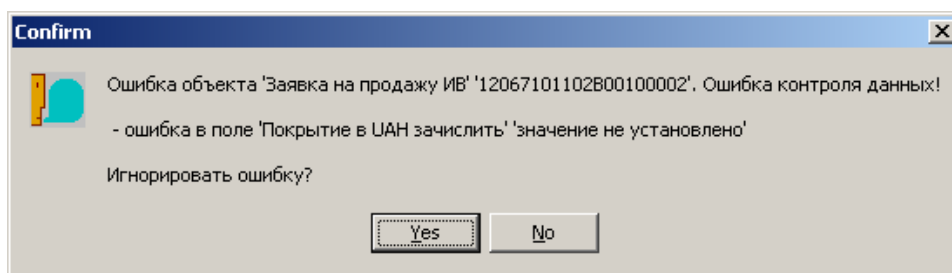 Confirm
Ошибка объекта 'Заявка на продажу ИВ' '12067101102B00100002'. Ошибка контроля данных!
- ошибка в поле 'Покрытие в UAH зачислить' 'значение не установлено'
Игнорировать ошибку?
Yes No